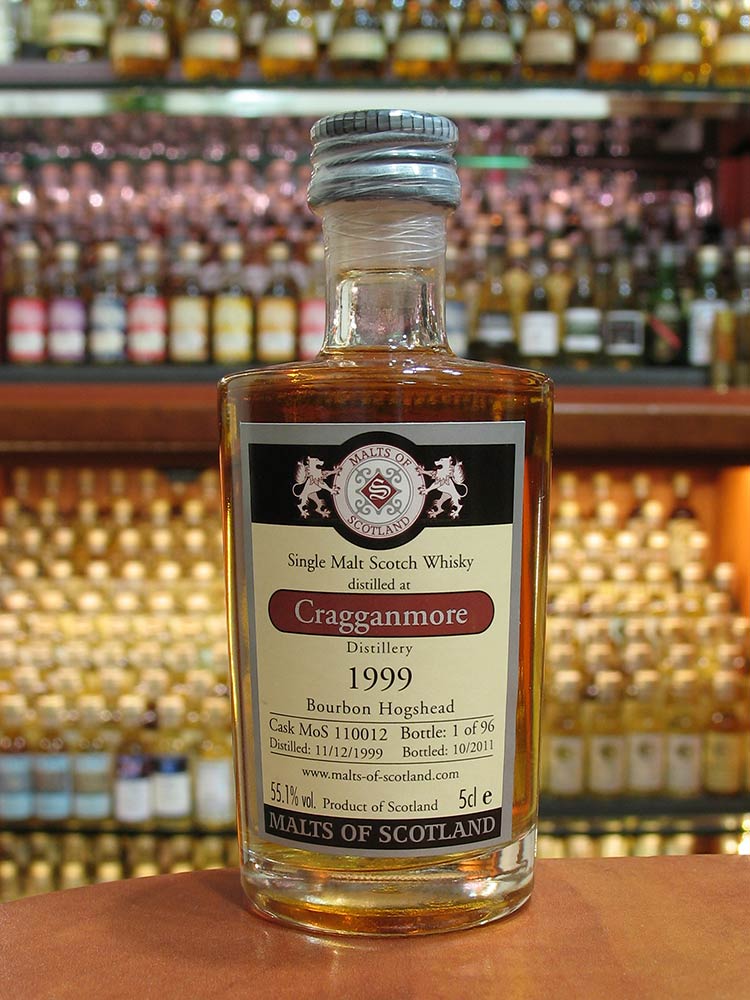 MALTS OF
S
SCOTLAND
Single Malt Scotch Whisky
distilled at
Cragganmore
Distillery
1999
Bourbon Hogshead
Cask MoS 110012 Bottle: 1 of 96
Distilled: 11/12/1999 Bottled: 10/2011
www.malts-of-scotland.com
55.1% vol. Product of Scotland 5cl e
MALTS OF SCOTLAND